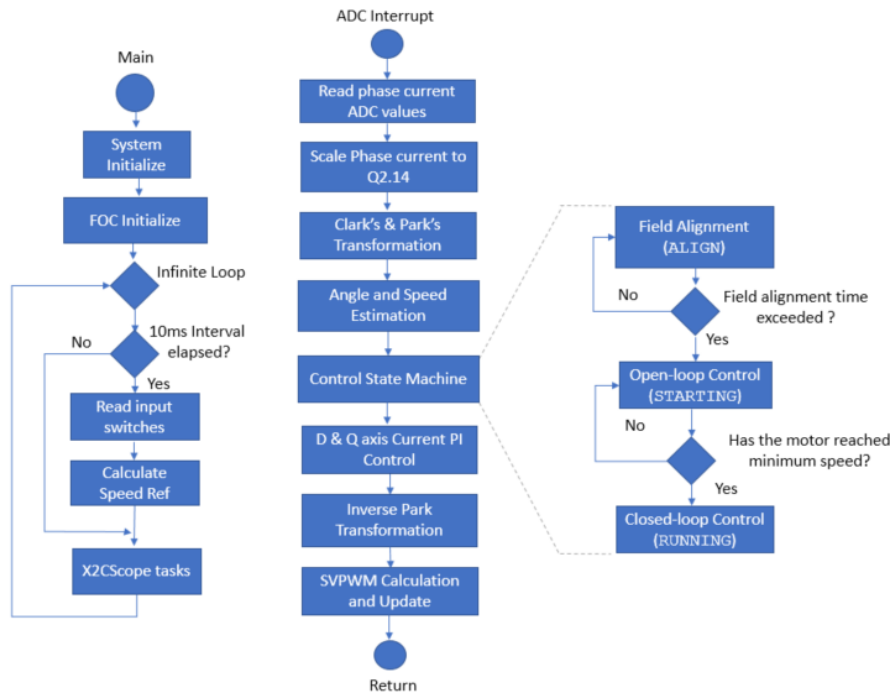 Main
System
Initialize
FOC Initialize
Infinite Loop
10ms Interval
elapsed?
No
Yes
Read input
switches
Calculate
Speed Ref
X2CScope tasks
ADC Interrupt
Read phase current
ADC values
Scale Phase current to
Q2.14
Clark's & Park's
Transformation
Angle and Speed
Estimation
Control State Machine
D & Q axis Current PI
Control
Inverse Park
Transformation
SVPWM Calculation
and Update
Return
Field Alignment
(ALIGN)
No
Field alignment time
exceeded ?
Yes
Open-loop Control
(STARTING)
No
Has the motor reached
minimum speed?
Yes
Closed-loop Control
(RUNNING)